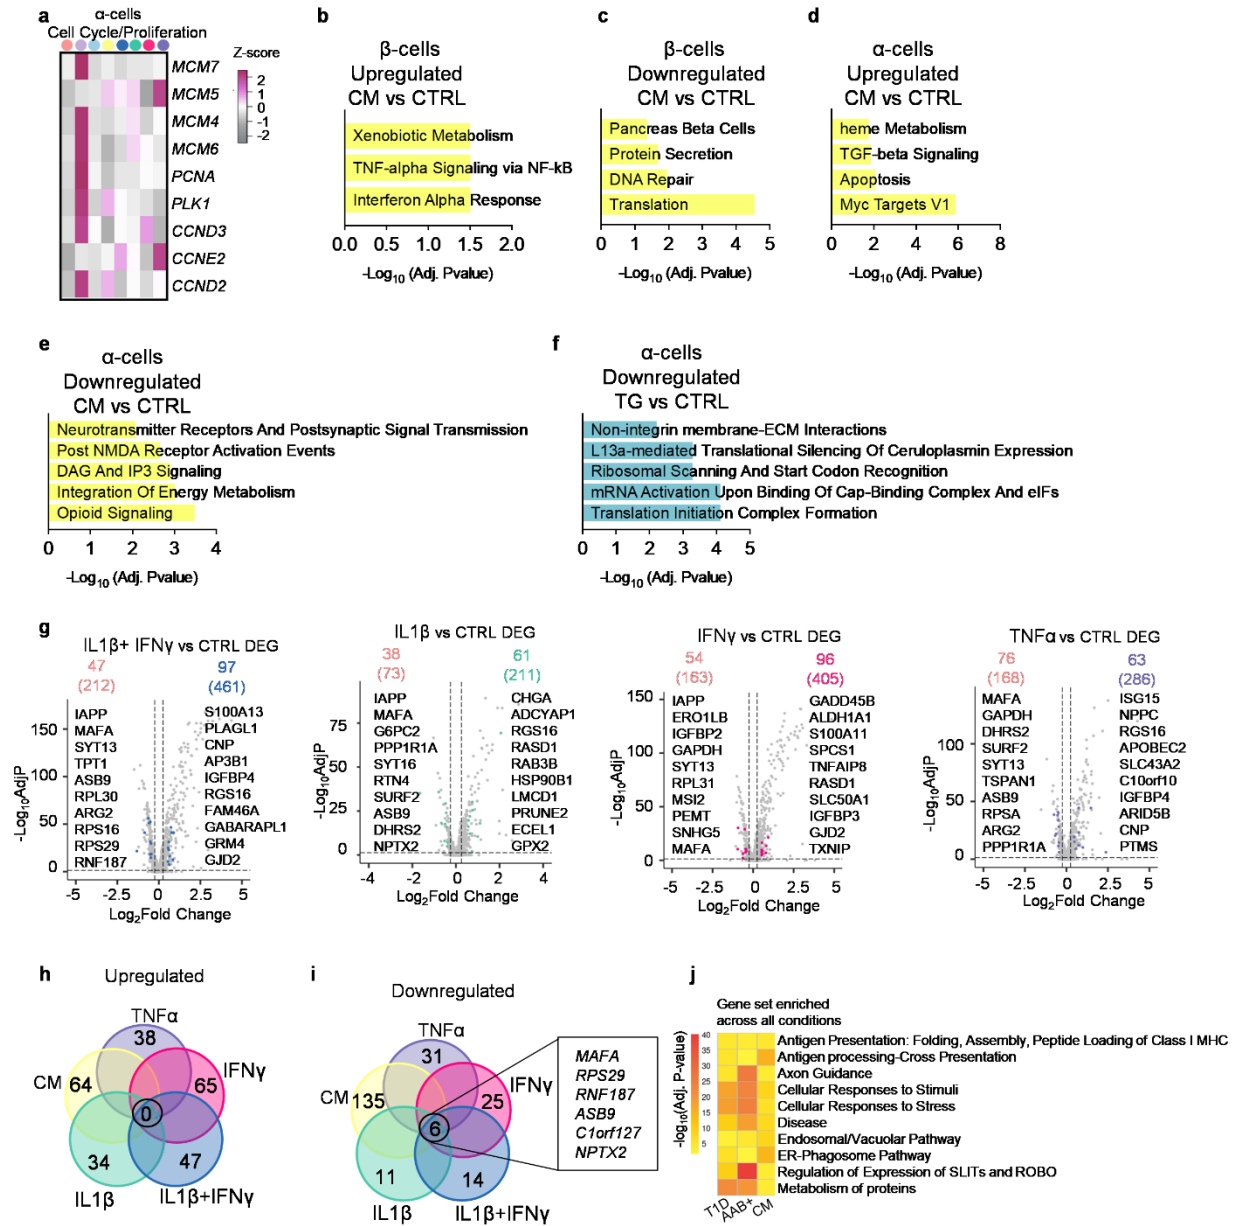 a
α-cells
Cell Cycle/Proliferation
Z-score
2
1
0
-1
-2
MCM7
MCM5
MCM4
MCM6
PCNA
PLK1
CCND3
CCNE2
CCND2
b
β-cells
Upregulated
CM vs CTRL
Xenobiotic Metabolism
TNF-alpha Signaling via NF-kB
Interferon Alpha Response
0.0 0.5 1.0 1.5 2.0
-Log10 (Adj. Pvalue)
c
β-cells
Downregulated
CM vs CTRL
Pancreas Beta Cells
Protein Secretion
DNA Repair
Translation
0 1 2 3 4 5
-Log10 (Adj. Pvalue)
d
α-cells
Upregulated
CM vs CTRL
heme Metabolism
TGF-beta Signaling
Apoptosis
Myc Targets V1
0 2 4 6 8
-Log10 (Adj. Pvalue)
e
α-cells
Downregulated
CM vs CTRL
Neurotransmitter Receptors And Postsynaptic Signal Transmission
Post NMDA Receptor Activation Events
DAG And IP3 Signaling
Integration Of Energy Metabolism
Opioid Signaling
0 1 2 3 4
-Log10 (Adj. Pvalue)
f
α-cells
Downregulated
TG vs CTRL
Non-integrin membrane-ECM Interactions
L13a-mediated Translational Silencing Of Ceruloplasmin Expression
Ribosomal Scanning And Start Codon Recognition
mRNA Activation Upon Binding Of Cap-Binding Complex And eIFs
Translation Initiation Complex Formation
0 1 2 3 4 5
-Log10 (Adj. Pvalue)
g
IL1β+ IFNγ vs CTRL DEG
47
(212)
97
(461)
-Log10AdjP
150
100
50
0
IAPP
MAFA
SYT13
TPT1
ASB9
RPL30
ARG2
RPS16
RPS29
RNF187
S100A13
PLAGL1
CNP
AP3B1
IGFBP4
RGS16
FAM46A
GABARAPL1
GRM4
GJD2
-5 -2.5 0 2.5 5
Log2Fold Change
IL1β vs CTRL DEG
38
(73)
61
(211)
-Log10AdjP
75
50
25
0
IAPP
MAFA
G6PC2
PPP1R1A
SYT16
RTN4
SURF2
ASB9
DHRS2
NPTX2
CHGA
ADCYAP1
RGS16
RASD1
RAB3B
HSP90B1
LMCD1
PRUNE2
ECEL1
GPX2
-4 -2 0 2 4
Log2Fold Change
IFNγ vs CTRL DEG
54
(163)
96
(405)
-Log10AdjP
150
100
50
0
IAPP
ERO1LB
IGFBP2
GAPDH
SYT13
RPL31
MSI2
PEMT
SNHG5
MAFA
GADD45B
ALDH1A1
S100A11
SPCS1
TNFAIP8
RASD1
SLC50A1
IGFBP3
GJD2
TXNIP
-5 -2.5 0 2.5 5
Log2Fold Change
TNFα vs CTRL DEG
76
(168)
63
(286)
-Log10AdjP
100
50
0
MAFA
GAPDH
DHRS2
SURF2
SYT13
TSPAN1
ASB9
RPSA
ARG2
PPP1R1A
ISG15
NPPC
RGS16
APOBEC2
SLC43A2
C10orf10
IGFBP4
ARID5B
CNP
PTMS
-5 -2.5 0 2.5 5
Log2Fold Change
h
Upregulated
TNFα
38
CM 64
65 IFNγ
0
34
47
IL1β
IL1β+IFNγ
i
Downregulated
TNFα
31
CM 135
25 IFNγ
6
11
14
IL1β
IL1β+IFNγ
MAFA
RPS29
RNF187
ASB9
C1orf127
NPTX2
j
Gene set enriched
across all conditions
-log10(Adj. P-value)
40
35
30
25
20
15
10
5
Antigen Presentation: Folding, Assembly, Peptide Loading of Class I MHC
Antigen processing-Cross Presentation
Axon Guidance
Cellular Responses to Stimuli
Cellular Responses to Stress
Disease
Endosomal/Vacuolar Pathway
ER-Phagosome Pathway
Regulation of Expression of SLITs and ROBO
Metabolism of proteins
T1D AAB+ CM